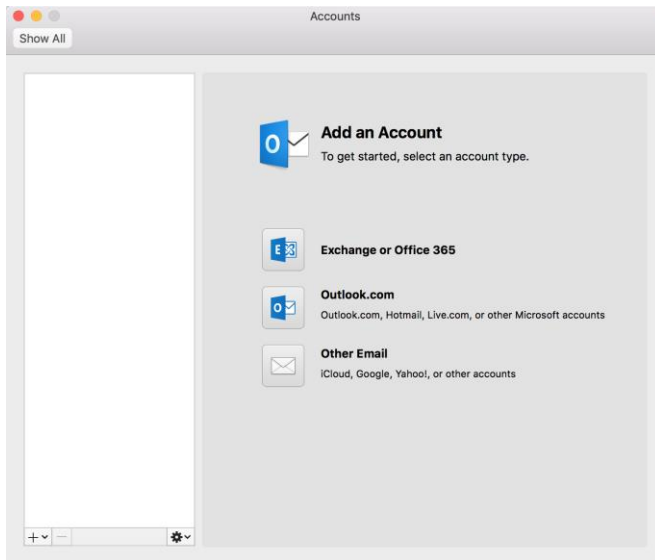 Accounts
Show All
Add an Account
To get started, select an account type.
Exchange or Office 365
Outlook.com
Outlook.com, Hotmail, Live.com, or other Microsoft accounts
Other Email
iCloud, Google, Yahoo!, or other accounts